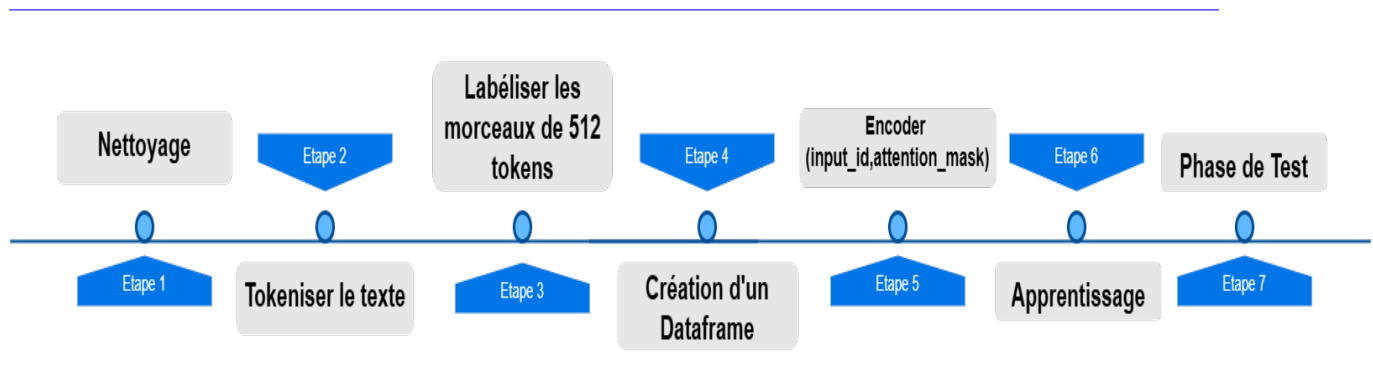 Nettoyage
Etape 1
Etape 2
Tokeniser le texte
Labéliser les
morceaux de 512
tokens
Etape 3
Etape 4
Création d'un
Dataframe
Encoder
(input_id,attention_mask)
Etape 5
Etape 6
Apprentissage
Phase de Test
Etape 7